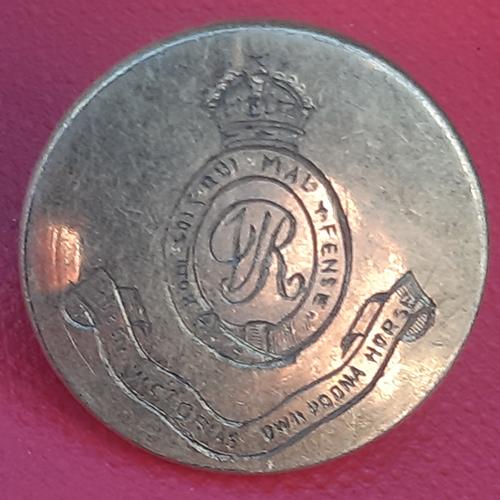 HONI SOIT QUI MAL Y PENSE
VR
VICTORIAS OWN POONA HORSE